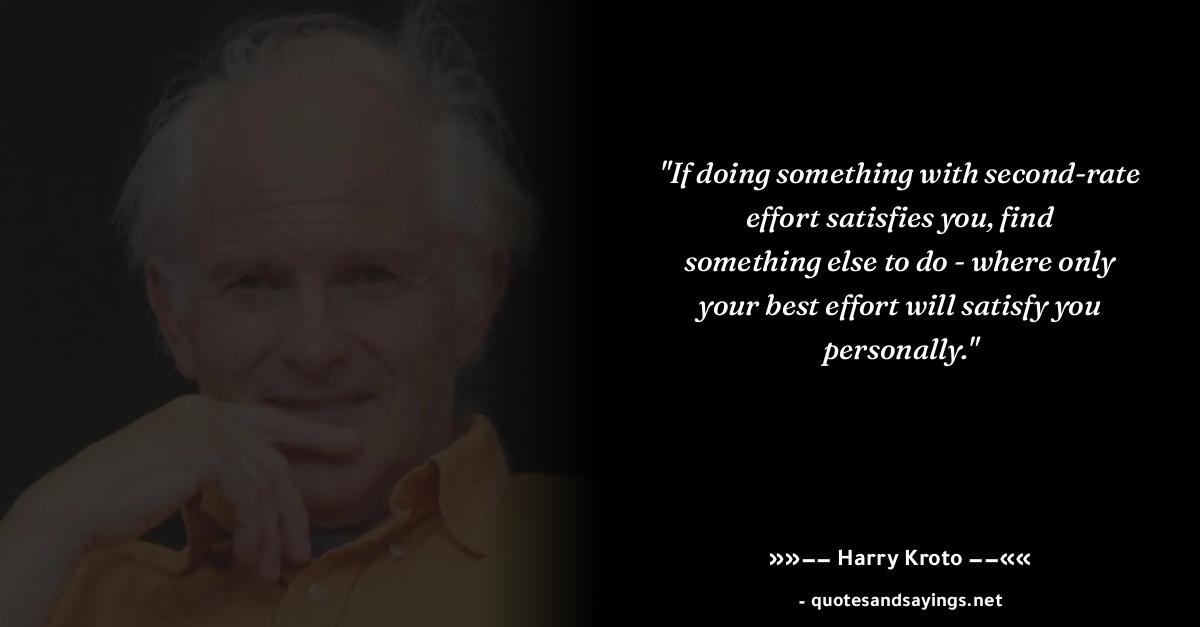 "If doing something with second-rate
effort satisfies you, find
something else to do - where only
your best effort will satisfy you
personally."
»»–– Harry Kroto ––««
- quotesandsayings.net